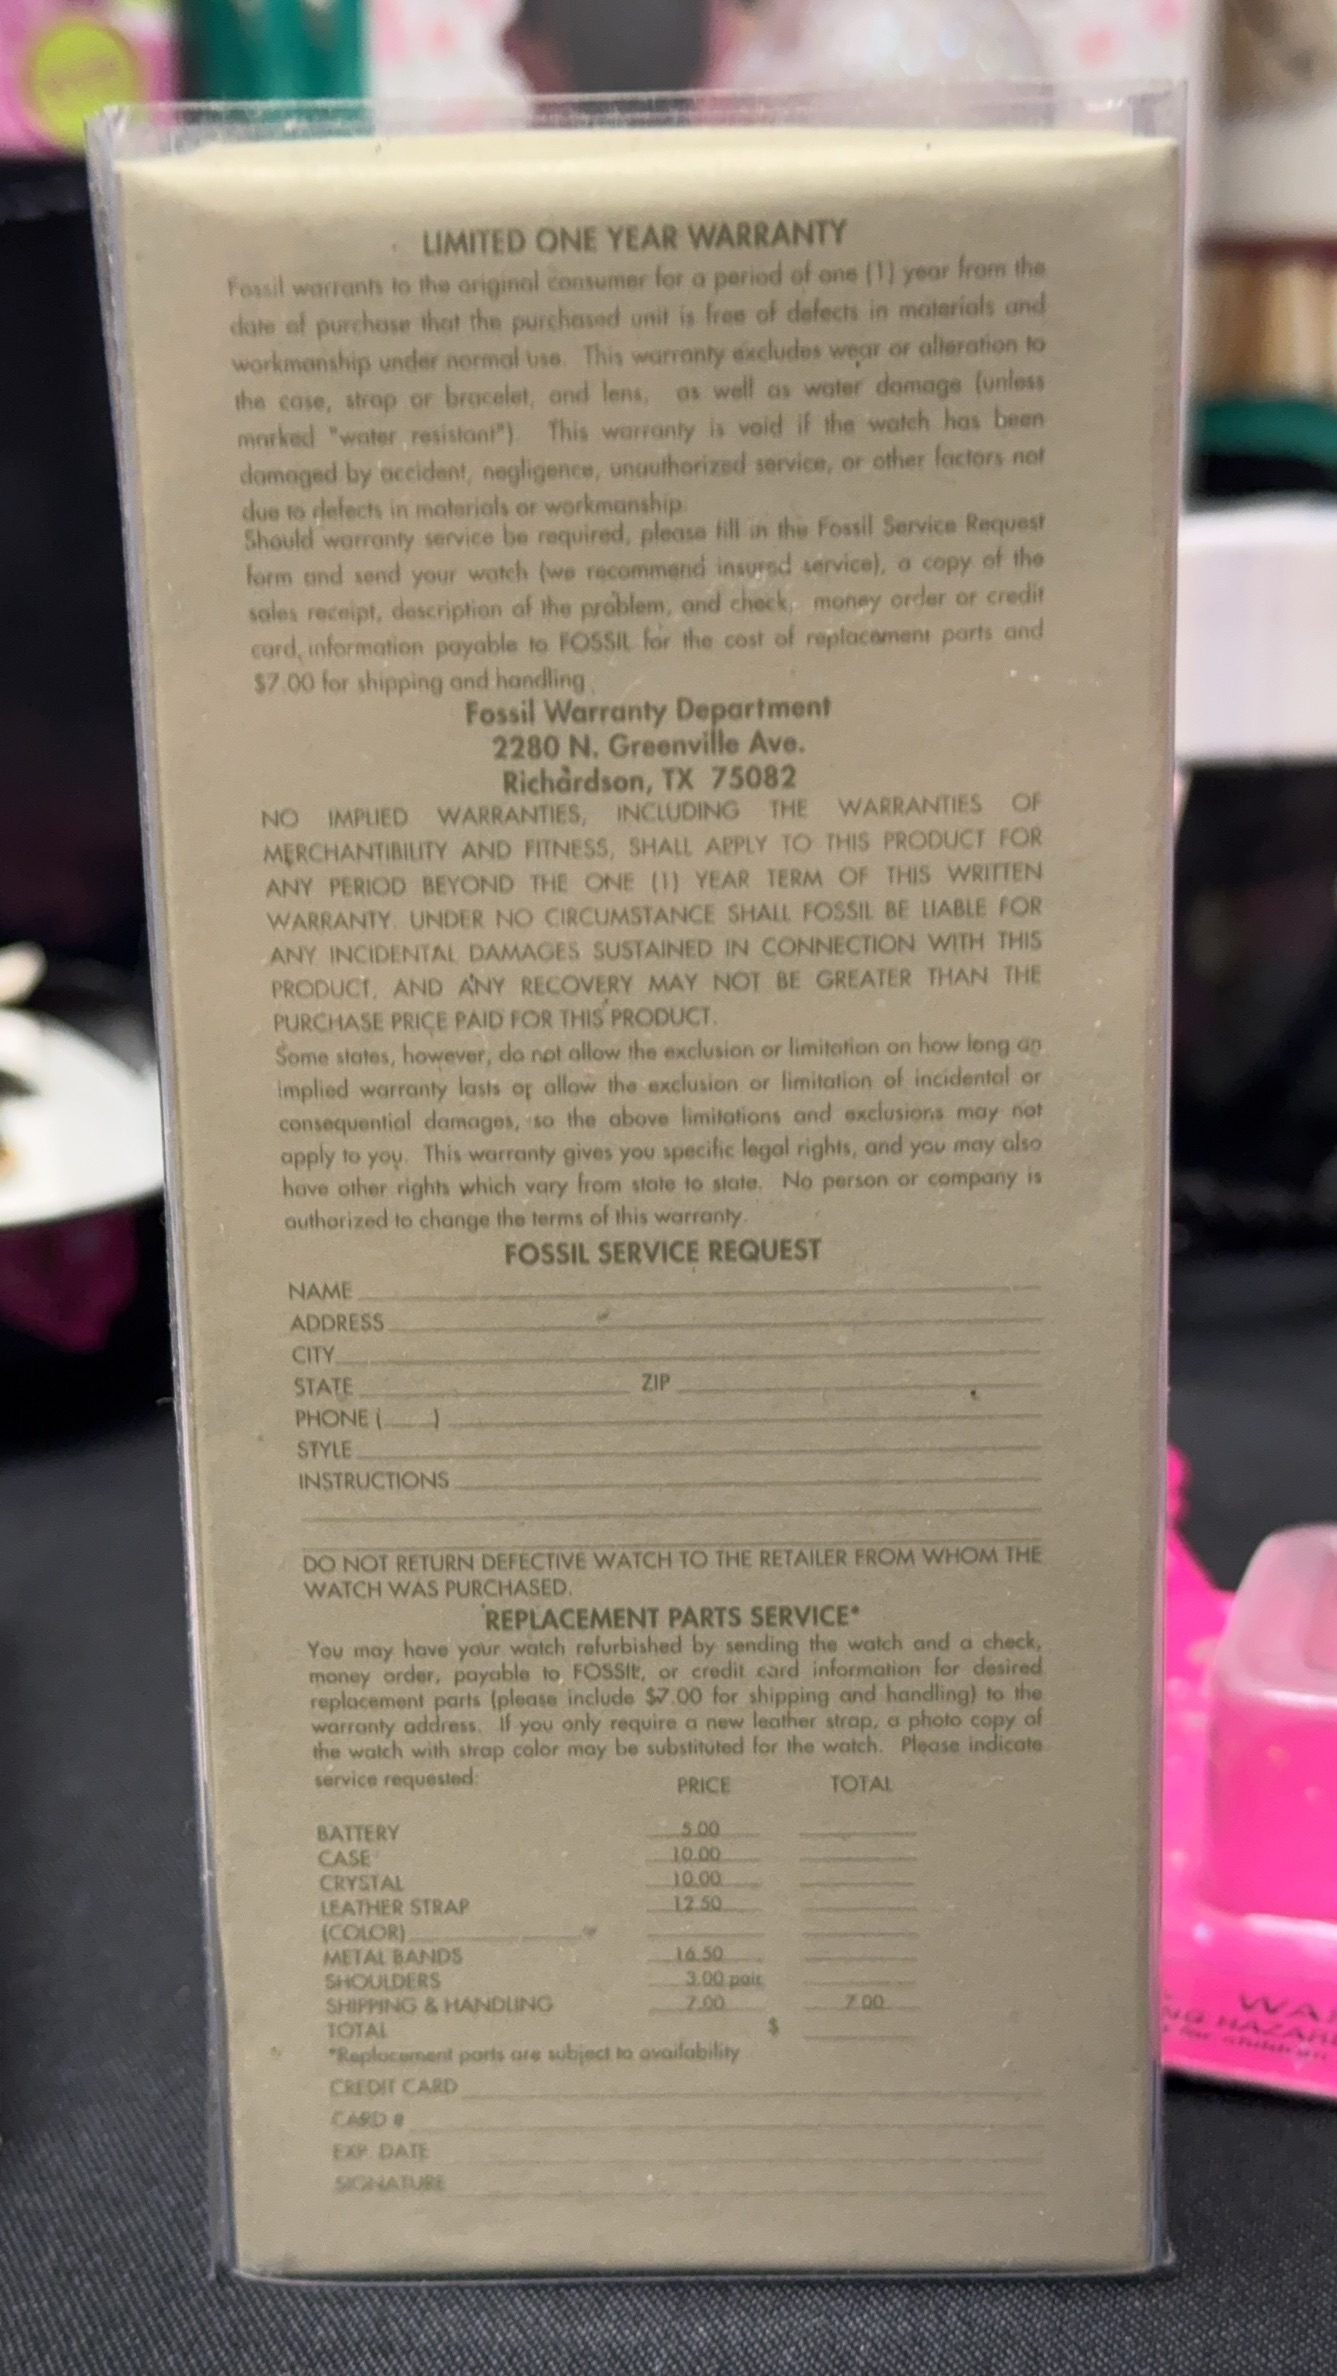 LIMITED ONE YEAR WARRANTY
Fossil warrants to the original consumer for a period of one (1) year from the
date of purchase that the purchased unit is free of defects in materials and
workmanship under normal use. This warranty excludes wear or alteration to
the case, strap or bracelet, and lens, as well as water damage (unless
marked "water resistant"). This warranty is void if the watch has been
damaged by accident, negligence, unauthorized service, or other factors not
due to defects in materials or workmanship.
Should warranty service be required, please fill in the Fossil Service Request
form and send your watch (we recommend insured service), a copy of the
sales receipt, description of the problem, and check, money order or credit
card, information payable to FOSSIL for the cost of replacement parts and
$7.00 for shipping and handling.
Fossil Warranty Department
2280 N. Greenville Ave.
Richardson, TX 75082
NO IMPLIED WARRANTIES, INCLUDING THE WARRANTIES OF
MERCHANTIBILITY AND FITNESS, SHALL APPLY TO THIS PRODUCT FOR
ANY PERIOD BEYOND THE ONE (1) YEAR TERM OF THIS WRITTEN
WARRANTY. UNDER NO CIRCUMSTANCE SHALL FOSSIL BE LIABLE FOR
ANY INCIDENTAL DAMAGES SUSTAINED IN CONNECTION WITH THIS
PRODUCT, AND ANY RECOVERY MAY NOT BE GREATER THAN THE
PURCHASE PRICE PAID FOR THIS PRODUCT.
Some states, however, do not allow the exclusion or limitation on how long an
implied warranty lasts or allow the exclusion or limitation of incidental or
consequential damages, so the above limitations and exclusions may not
apply to you. This warranty gives you specific legal rights, and you may also
have other rights which vary from state to state. No person or company is
authorized to change the terms of this warranty.
FOSSIL SERVICE REQUEST
NAME
ADDRESS
CITY
STATE ZIP
PHONE ( )
STYLE
INSTRUCTIONS
DO NOT RETURN DEFECTIVE WATCH TO THE RETAILER FROM WHOM THE
WATCH WAS PURCHASED.
REPLACEMENT PARTS SERVICE*
You may have your watch refurbished by sending the watch and a check,
money order, payable to FOSSIL, or credit card information for desired
replacement parts (please include $7.00 for shipping and handling) to the
warranty address. If you only require a new leather strap, a photo copy of
the watch with strap color may be substituted for the watch. Please indicate
service requested: PRICE TOTAL
BATTERY 5.00
CASE 10.00
CRYSTAL 10.00
LEATHER STRAP 12.50
(COLOR)
METAL BANDS 16.50
SHOULDERS 3.00 pair
SHIPPING & HANDLING 7.00 7.00
TOTAL $
*Replacement parts are subject to availability
CREDIT CARD
CARD #
EXP. DATE
SIGNATURE